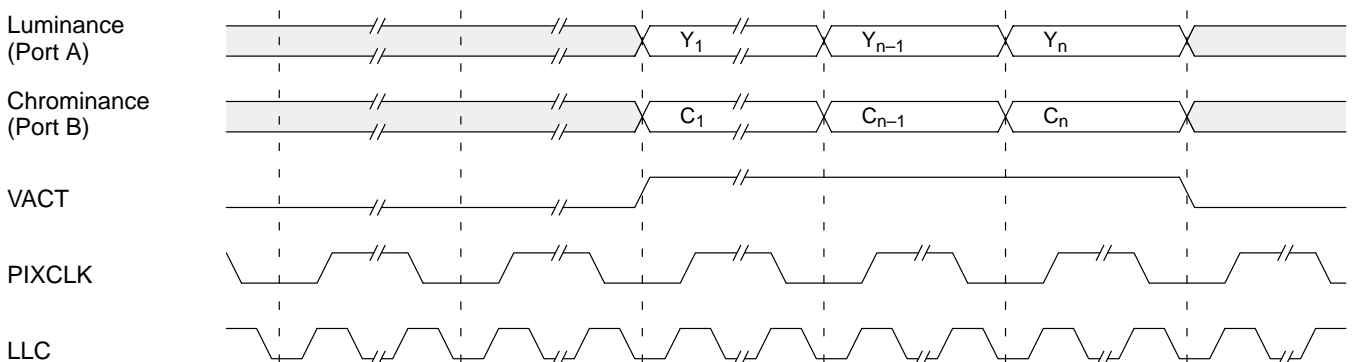 Luminance
(Port A)
Y₁ Yₙ₋₁ Yₙ
Chrominance
(Port B)
C₁ Cₙ₋₁ Cₙ
VACT
PIXCLK
LLC